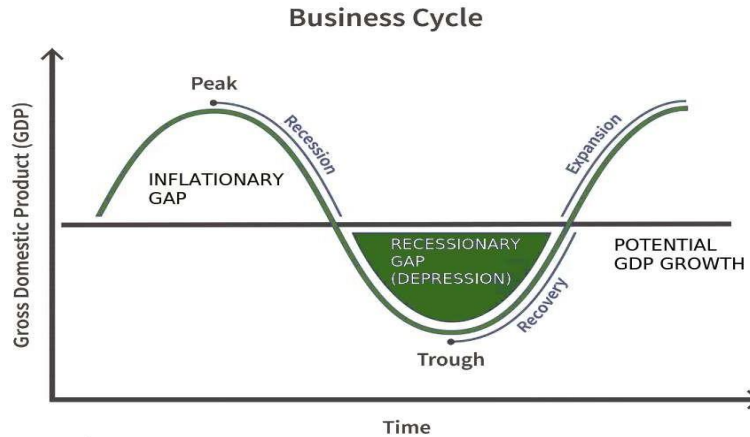 Business Cycle
Peak
Recession
Expansion
Gross Domestic Product (GDP)
INFLATIONARY
GAP
RECESSIONARY
GAP
(DEPRESSION)
POTENTIAL
GDP GROWTH
Recovery
Trough
Time